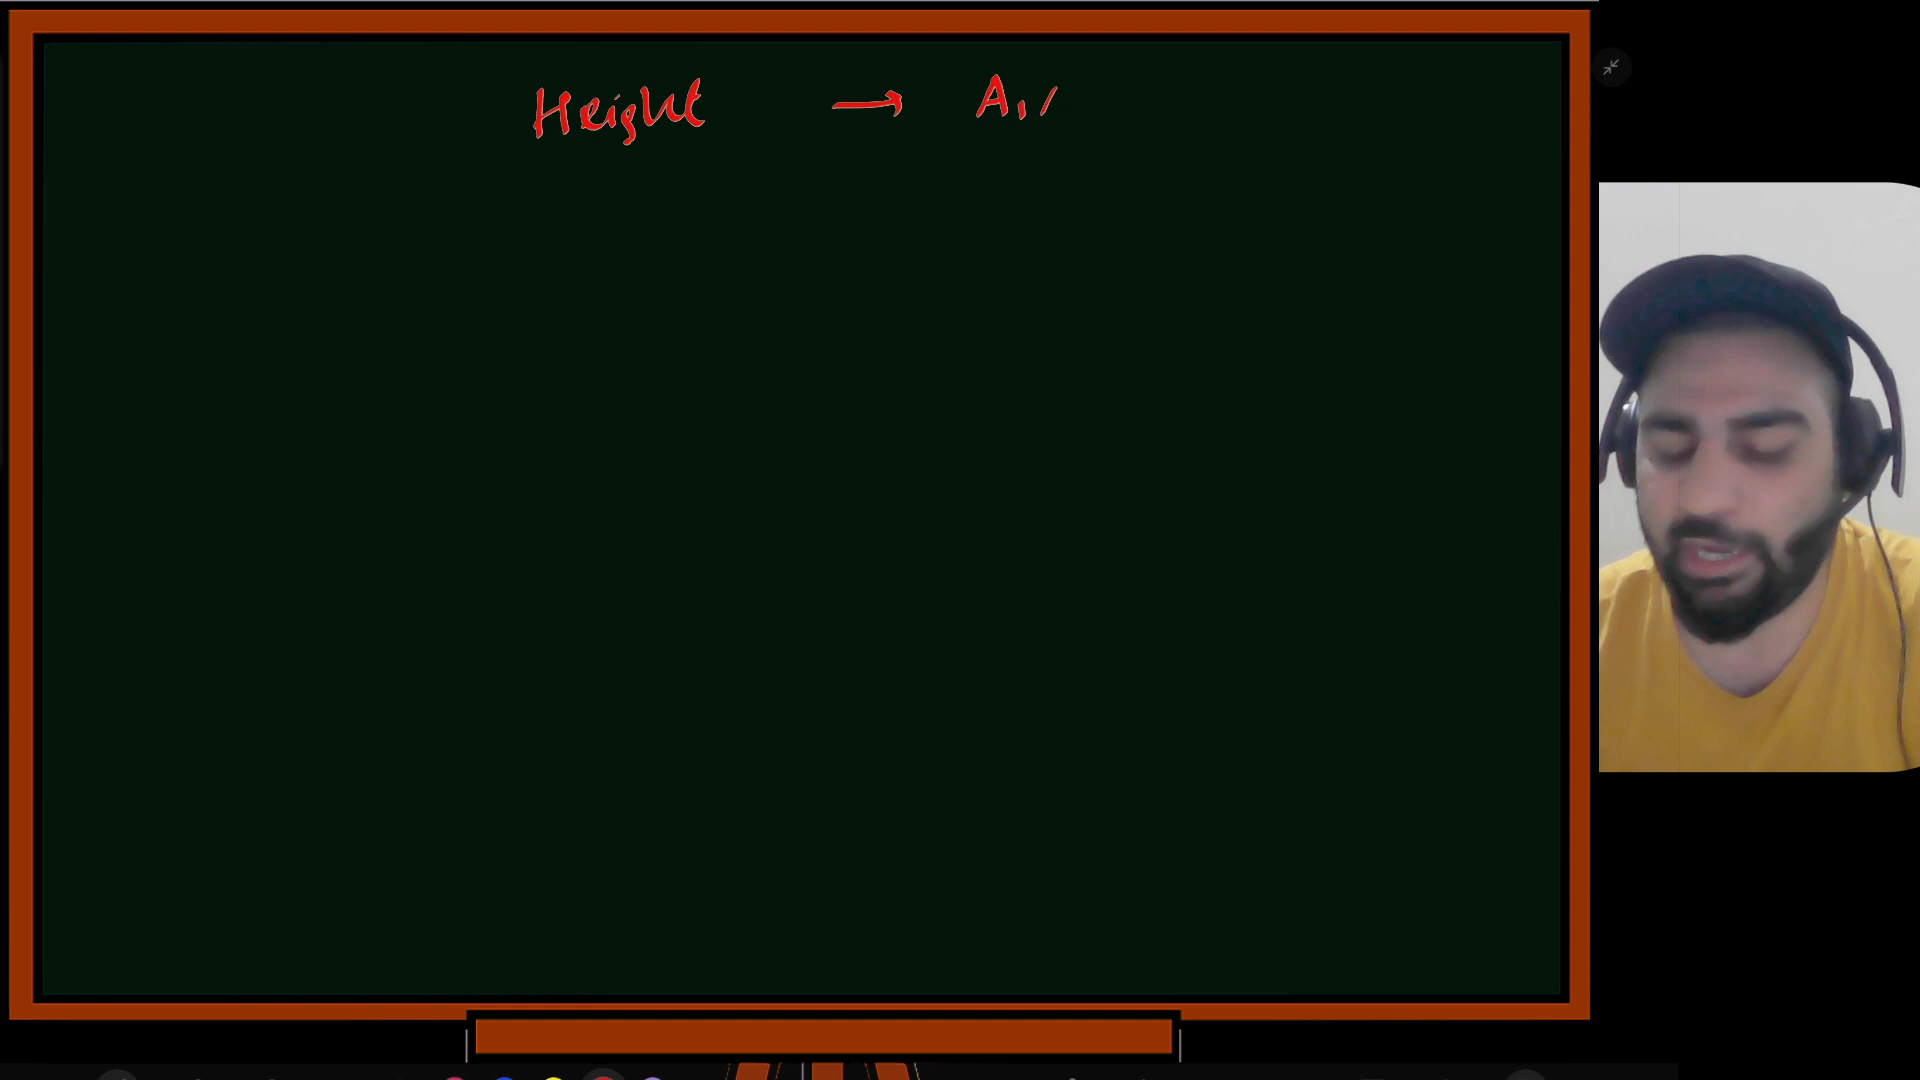 Height → A,